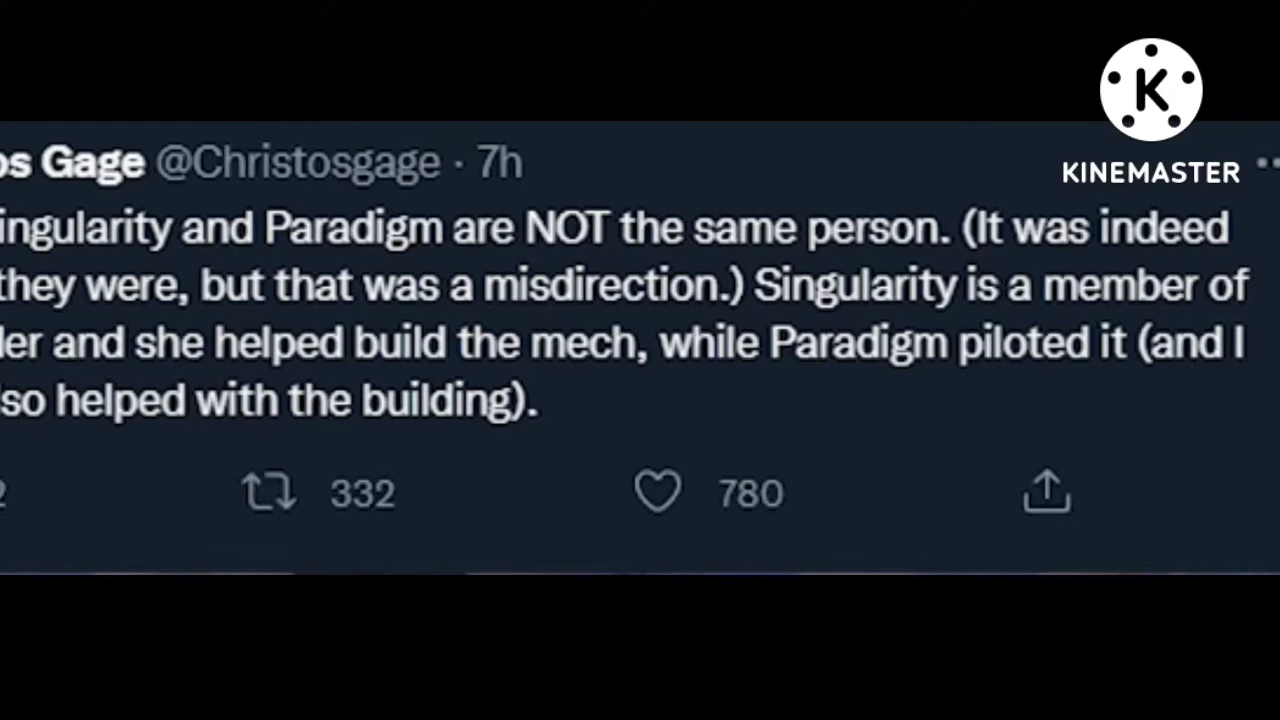 os Gage @Christosgage · 7h
ingularity and Paradigm are NOT the same person. (It was indeed
they were, but that was a misdirection.) Singularity is a member of
ler and she helped build the mech, while Paradigm piloted it (and I
so helped with the building).
2 332 780
K
KINEMASTER